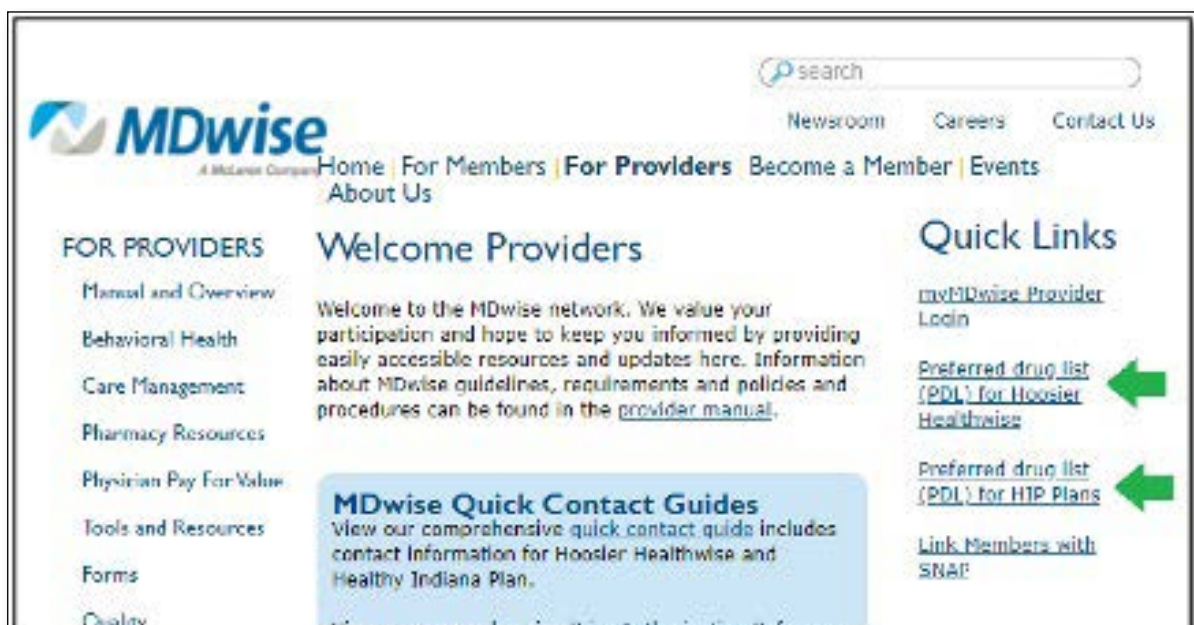 search
Newsroom Careers Contact Us
MDwise
A McLaren Company
Home | For Members | For Providers Become a Member | Events
About Us
FOR PROVIDERS
Manual and Overview
Behavioral Health
Care Management
Pharmacy Resources
Physician Pay For Value
Tools and Resources
Forms
Quality
Welcome Providers
Welcome to the MDwise network. We value your
participation and hope to keep you informed by providing
easily accessible resources and updates here. Information
about MDwise guidelines, requirements and policies and
procedures can be found in the provider manual.
MDwise Quick Contact Guides
View our comprehensive quick contact guide includes
contact information for Hoosier Healthwise and
Healthy Indiana Plan.
Quick Links
myMDwise Provider
Login
Preferred drug list
(PDL) for Hoosier
Healthwise
Preferred drug list
(PDL) for HIP Plans
Link Members with
SNAP